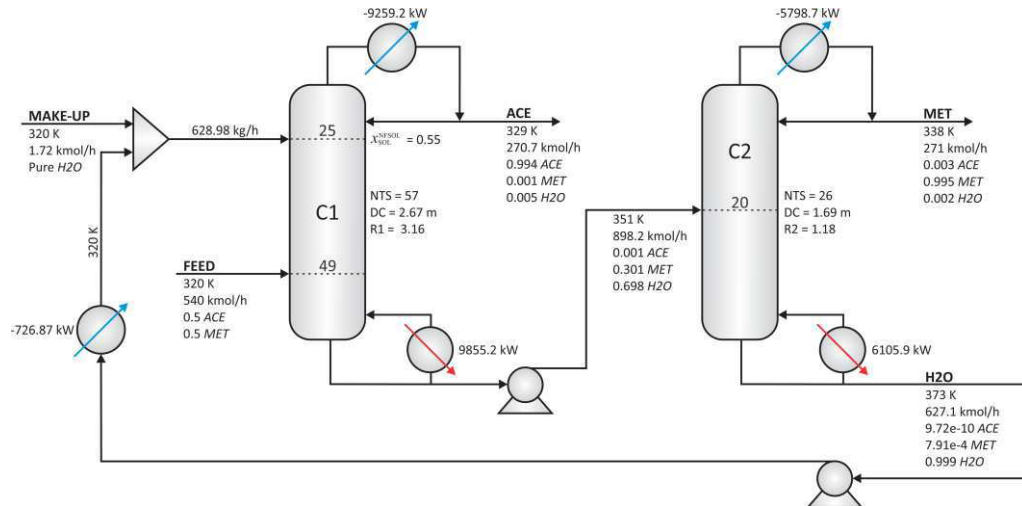 -9259.2 kW
-5798.7 kW
MAKE-UP
320 K
1.72 kmol/h
Pure H2O
628.98 kg/h
25
X_SOL^NFSOL = 0.55
ACE
329 K
270.7 kmol/h
0.994 ACE
0.001 MET
0.005 H2O
C1
NTS = 57
DC = 2.67 m
R1 = 3.16
49
FEED
320 K
540 kmol/h
0.5 ACE
0.5 MET
320 K
-726.87 kW
9855.2 kW
351 K
898.2 kmol/h
0.001 ACE
0.301 MET
0.698 H2O
C2
20
NTS = 26
DC = 1.69 m
R2 = 1.18
MET
338 K
271 kmol/h
0.003 ACE
0.995 MET
0.002 H2O
6105.9 kW
H2O
373 K
627.1 kmol/h
9.72e-10 ACE
7.91e-4 MET
0.999 H2O